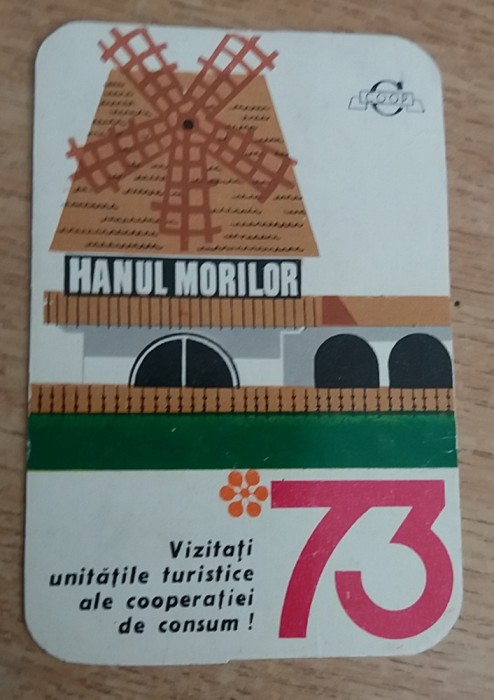 COOP
HANUL MORILOR
73
Vizitați
unitățile turistice
ale cooperației
de consum !